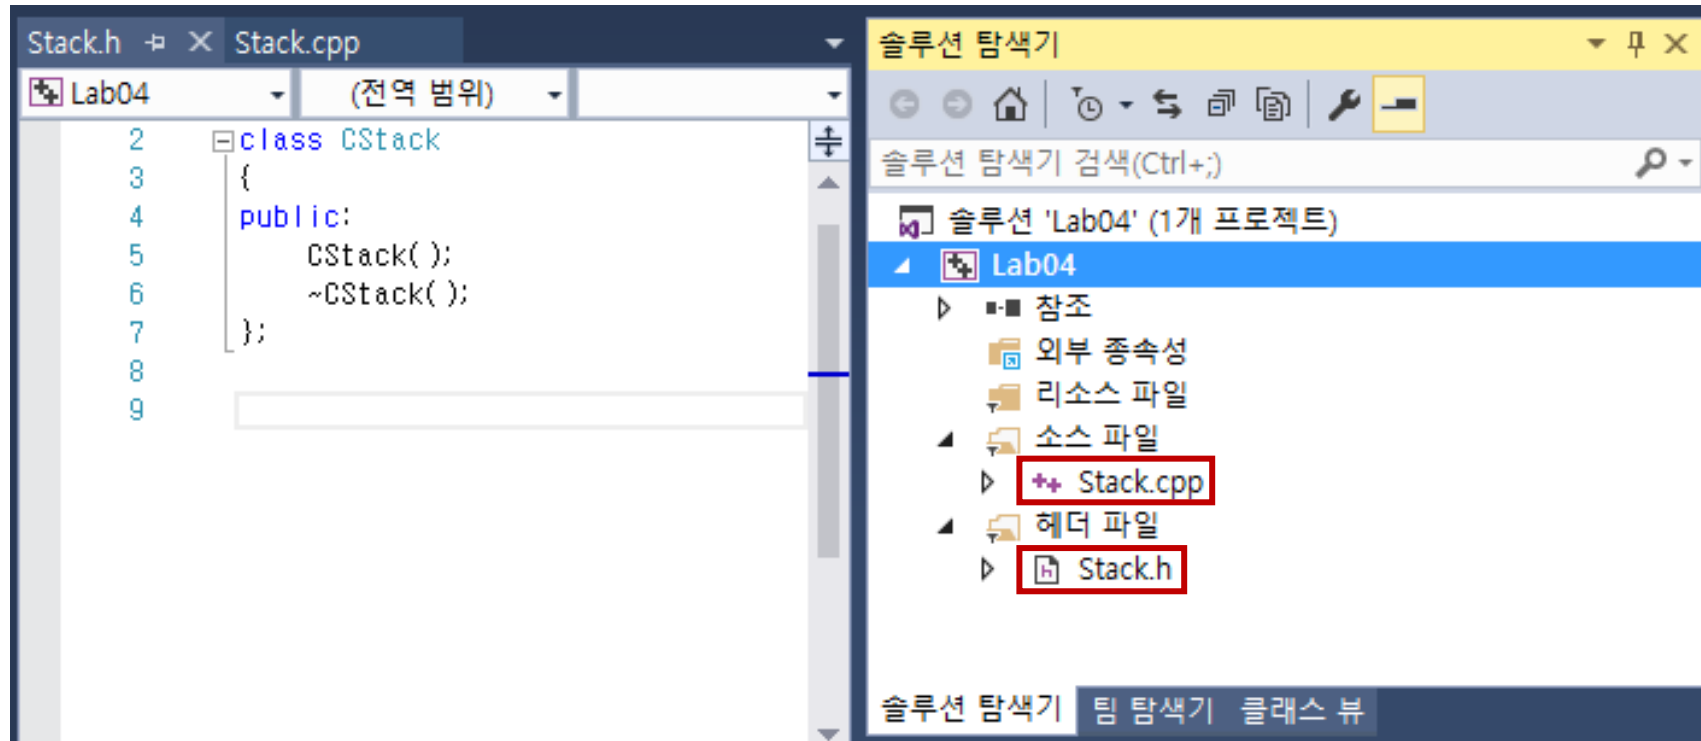 Stack.h Stack.cpp
Lab04 (전역 범위)
2 class CStack
3 {
4 public:
5 CStack( );
6 ~CStack( );
7 };
8
9
솔루션 탐색기
솔루션 탐색기 검색(Ctrl+;)
솔루션 'Lab04' (1개 프로젝트)
Lab04
참조
외부 종속성
리소스 파일
소스 파일
++ Stack.cpp
헤더 파일
h Stack.h
솔루션 탐색기 팀 탐색기 클래스 뷰